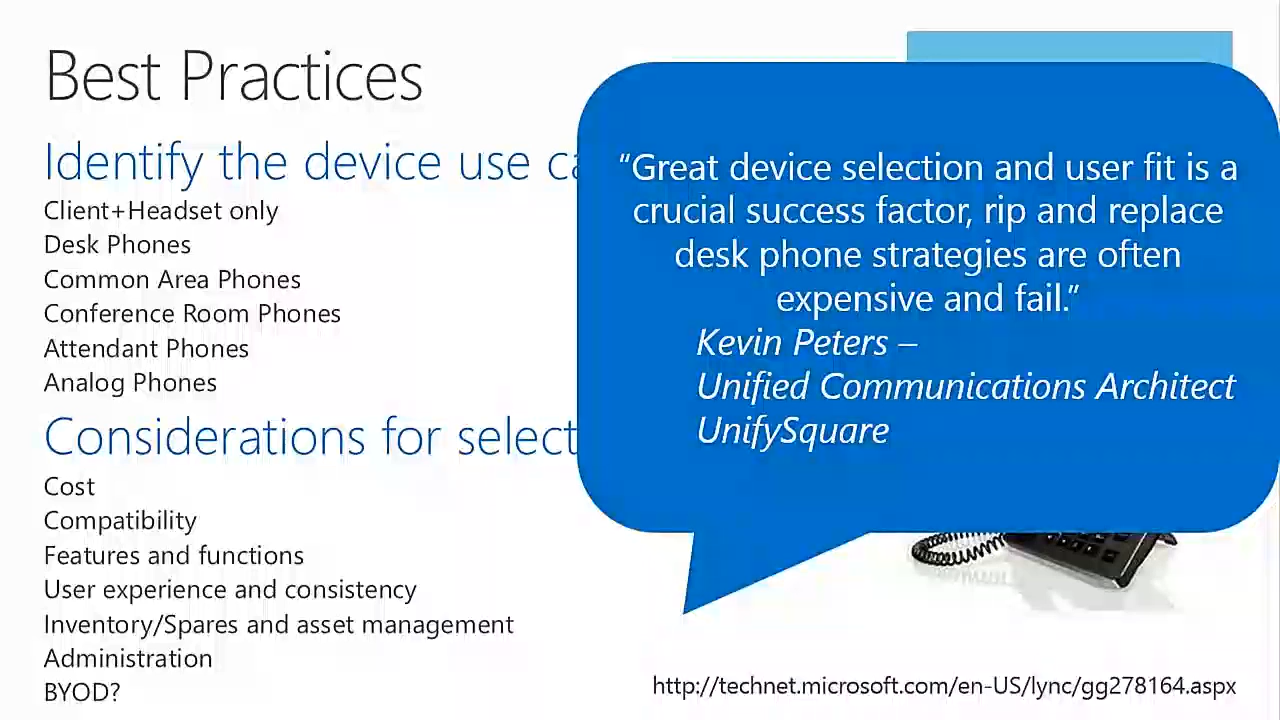 Best Practices
Identify the device use
Client+Headset only
Desk Phones
Common Area Phones
Conference Room Phones
Attendant Phones
Analog Phones
Considerations for select
Cost
Compatibility
Features and functions
User experience and consistency
Inventory/Spares and asset management
Administration
BYOD?
“Great device selection and user fit is a
crucial success factor, rip and replace
desk phone strategies are often
expensive and fail.”
Kevin Peters –
Unified Communications Architect
UnifySquare
http://technet.microsoft.com/en-US/lync/gg278164.aspx